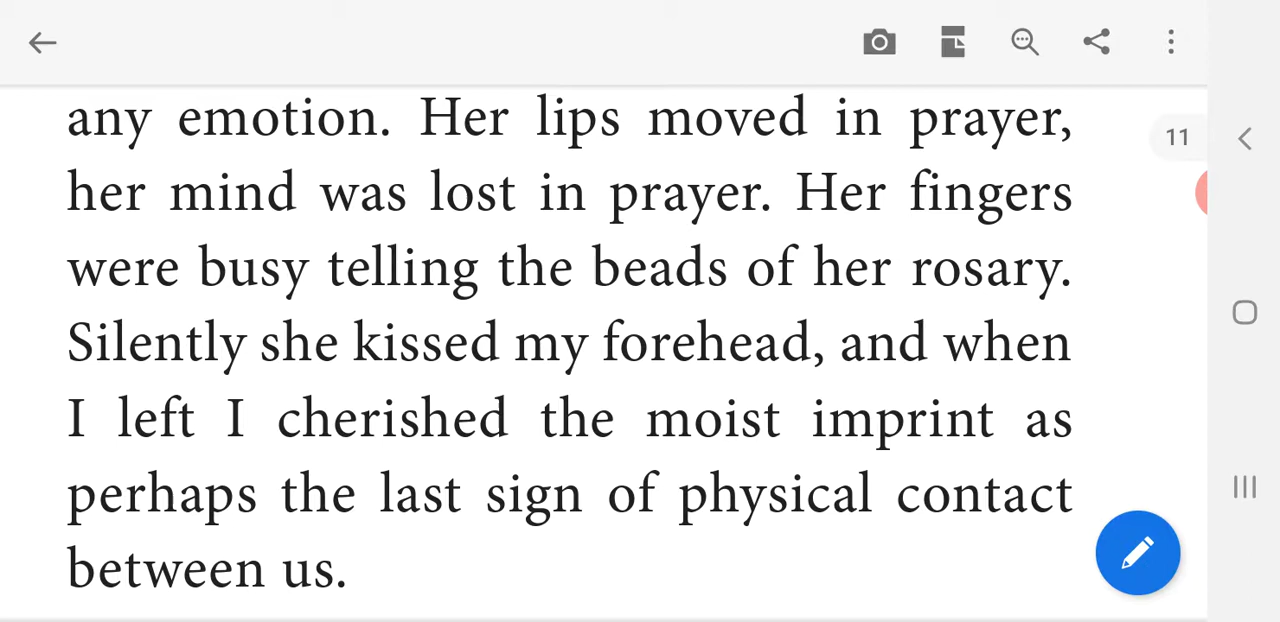 11
any emotion. Her lips moved in prayer,
her mind was lost in prayer. Her fingers
were busy telling the beads of her rosary.
Silently she kissed my forehead, and when
I left I cherished the moist imprint as
perhaps the last sign of physical contact
between us.